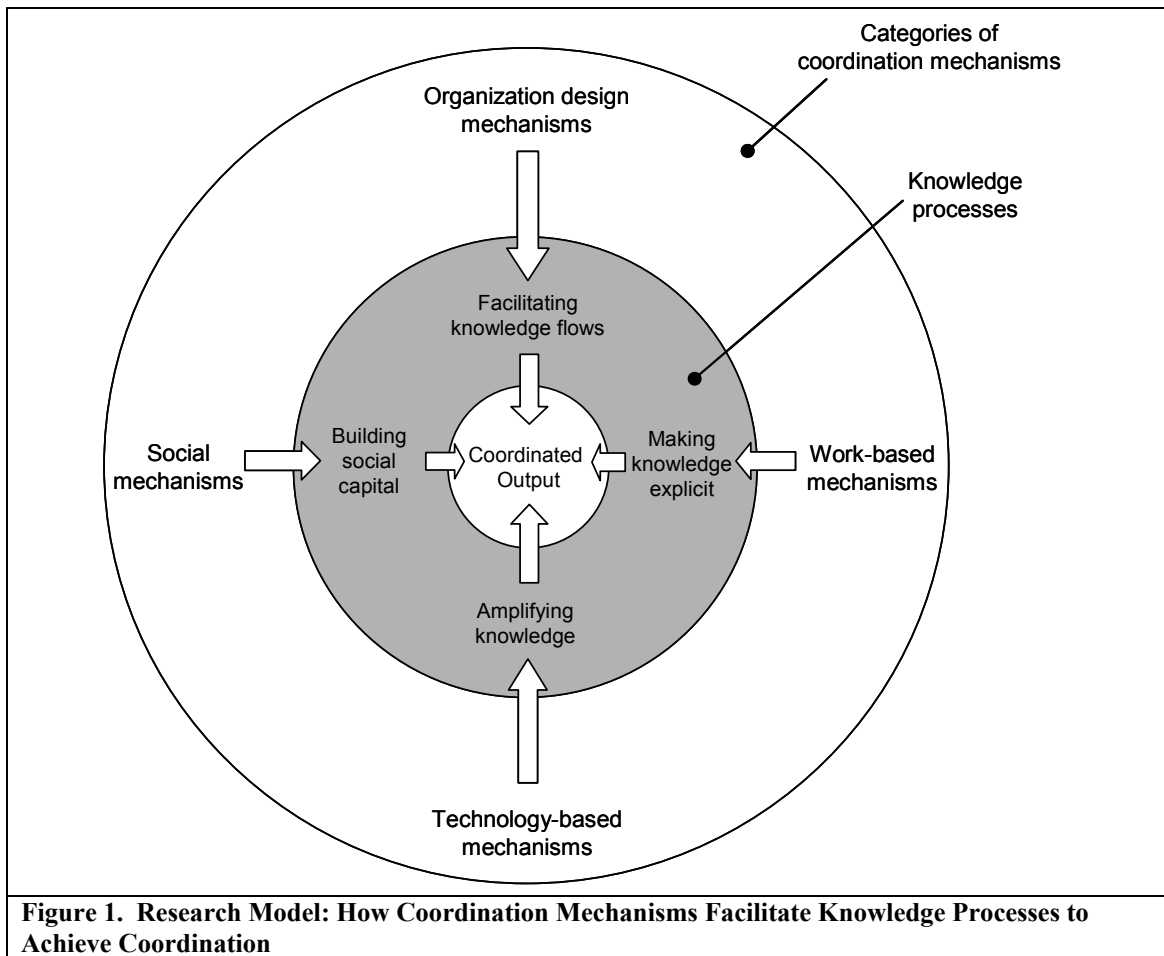 Categories of
coordination mechanisms
Organization design
mechanisms
Knowledge
processes
Facilitating
knowledge flows
Social
mechanisms
Building
social
capital
Coordinated
Output
Making
knowledge
explicit
Work-based
mechanisms
Amplifying
knowledge
Technology-based
mechanisms
Figure 1. Research Model: How Coordination Mechanisms Facilitate Knowledge Processes to
Achieve Coordination